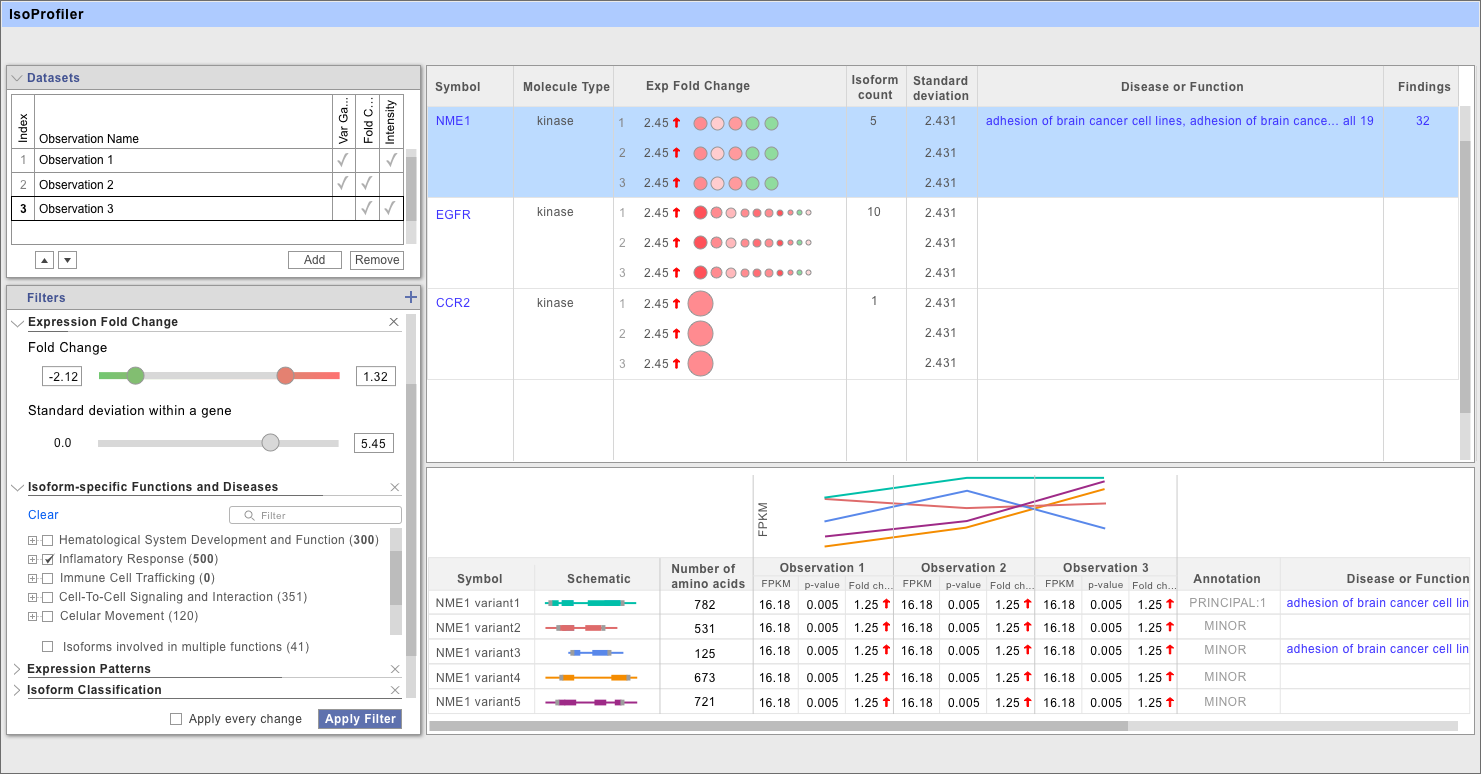 IsoProfiler
Datasets
Index Observation Name Var Ga... Fold C... Intensity
1 Observation 1 ✓ ✓
2 Observation 2 ✓ ✓
3 Observation 3 ✓ ✓
Add Remove
Filters +
Expression Fold Change
Fold Change
-2.12 1.32
Standard deviation within a gene
0.0 5.45
Isoform-specific Functions and Diseases
Clear Filter
Hematological System Development and Function (300)
Inflamatory Response (500)
Immune Cell Trafficking (0)
Cell-To-Cell Signaling and Interaction (351)
Celular Movement (120)
Isoforms involved in multiple functions (41)
Expression Patterns
Isoform Classification
Apply every change Apply Filter
Symbol Molecule Type Exp Fold Change Isoform count Standard deviation Disease or Function Findings
NME1 kinase 1 2.45 5 2.431 adhesion of brain cancer cell lines, adhesion of brain cance... all 19 32
2 2.45 2.431
3 2.45 2.431
EGFR kinase 1 2.45 10 2.431
2 2.45 2.431
3 2.45 2.431
CCR2 kinase 1 2.45 1 2.431
2 2.45 2.431
3 2.45 2.431
FPKM
Symbol Schematic Number of amino acids Observation 1 Observation 2 Observation 3 Annotation Disease or Function
FPKM p-value Fold ch... FPKM p-value Fold ch... FPKM p-value Fold ch...
NME1 variant1 782 16.18 0.005 1.25 16.18 0.005 1.25 16.18 0.005 1.25 PRINCIPAL:1 adhesion of brain cancer cell lin
NME1 variant2 531 16.18 0.005 1.25 16.18 0.005 1.25 16.18 0.005 1.25 MINOR
NME1 variant3 125 16.18 0.005 1.25 16.18 0.005 1.25 16.18 0.005 1.25 MINOR adhesion of brain cancer cell lin
NME1 variant4 673 16.18 0.005 1.25 16.18 0.005 1.25 16.18 0.005 1.25 MINOR
NME1 variant5 721 16.18 0.005 1.25 16.18 0.005 1.25 16.18 0.005 1.25 MINOR